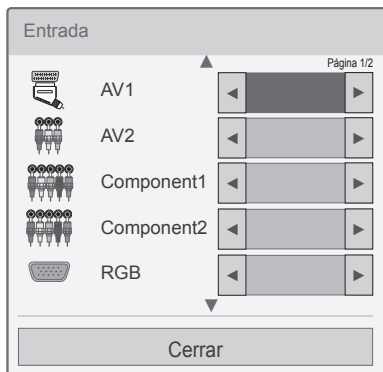 Entrada
Página 1/2
AV1
AV2
Component1
Component2
RGB
Cerrar